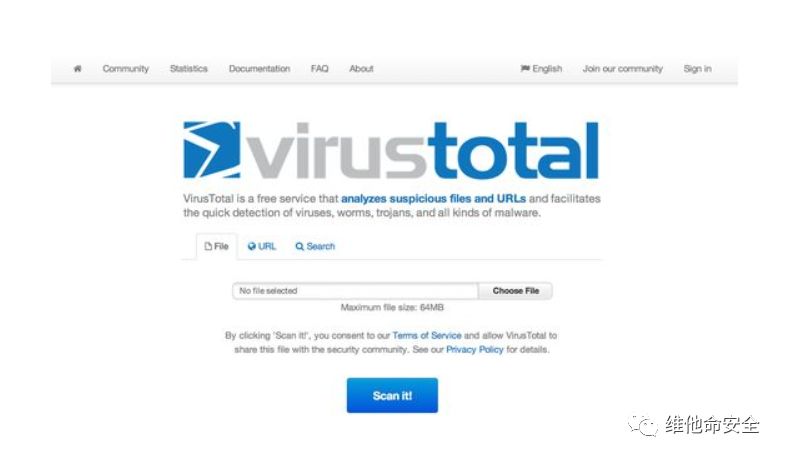 Community Statistics Documentation FAQ About English Join our community Sign in
virustotal
VirusTotal is a free service that analyzes suspicious files and URLs and facilitates
the quick detection of viruses, worms, trojans, and all kinds of malware.
File URL Search
No file selected Choose File
Maximum file size: 64MB
By clicking 'Scan it!', you consent to our Terms of Service and allow VirusTotal to
share this file with the security community. See our Privacy Policy for details.
Scan it!
维他命安全